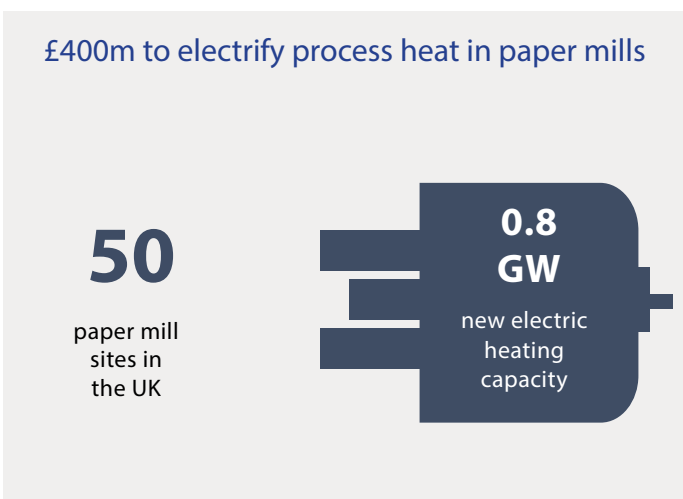 £400m to electrify process heat in paper mills
50
paper mill
sites in
the UK
0.8
GW
new electric
heating
capacity